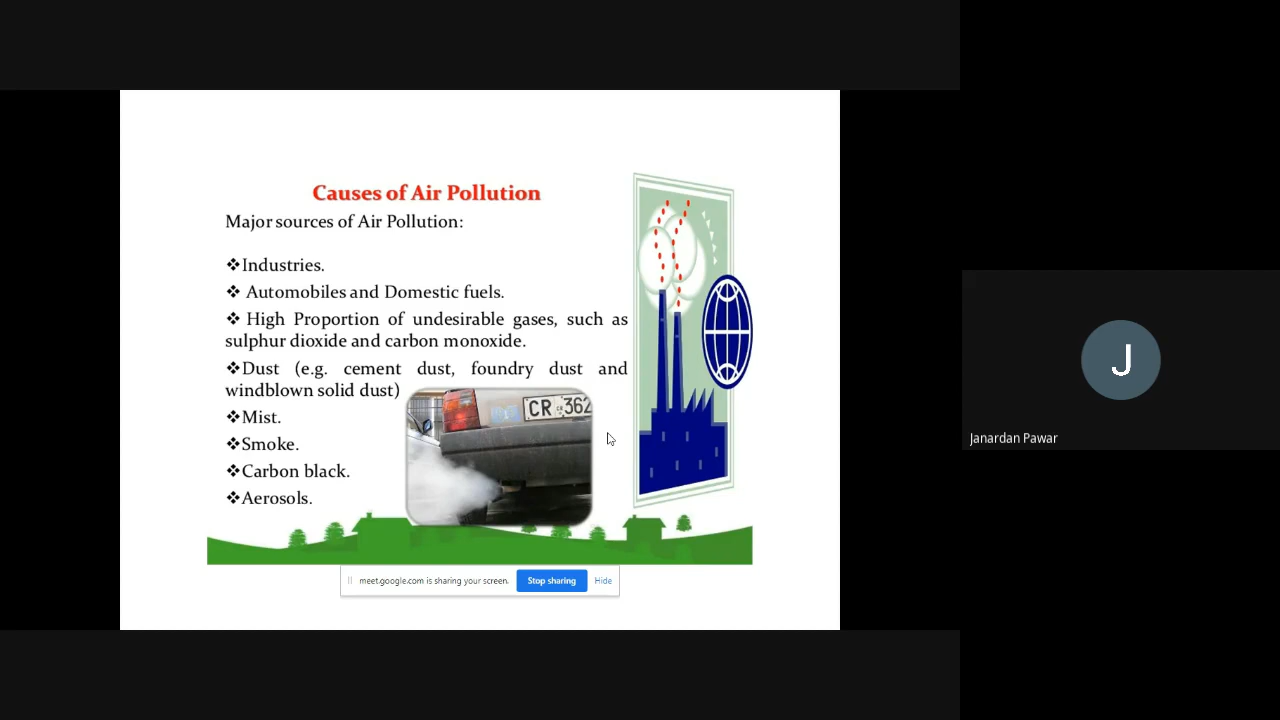 Causes of Air Pollution
Major sources of Air Pollution:
❖Industries.
❖ Automobiles and Domestic fuels.
❖ High Proportion of undesirable gases, such as
sulphur dioxide and carbon monoxide.
❖Dust (e.g. cement dust, foundry dust and
windblown solid dust)
❖Mist.
❖Smoke.
❖Carbon black.
❖Aerosols.
CR 362
meet.google.com is sharing your screen.
Stop sharing
Hide
J
Janardan Pawar